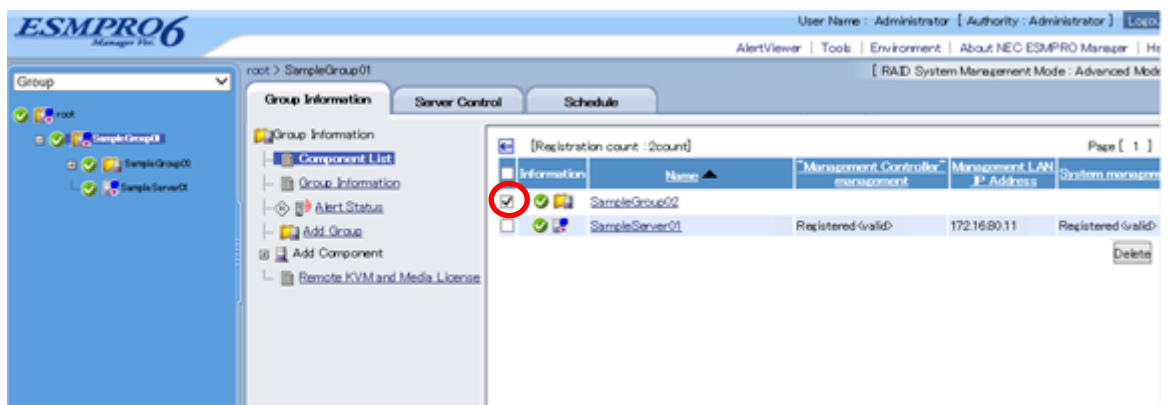 ESMPRO6
Manager Ver.
User Name : Administrator [ Authority : Administrator ] Logou
AlertViewer | Tools | Environment | About NEC ESMPRO Manager | He
Group
root > SampleGroup01
[ RAID System Management Mode : Advanced Mode
root
SampleGroup01
SampleGroup02
SampleServer01
Group Information
Server Control
Schedule
Group Information
Component List
Group Information
Alert Status
Add Group
Add Component
Remote KVM and Media License
[Registration count : 2count]
Page [ 1 ]
Information
Name ▲
"Management Controller" management
Management LAN IP Address
System managem
SampleGroup02
SampleServer01 Registered(valid) 172.16.80.11 Registered(valid)
Delete